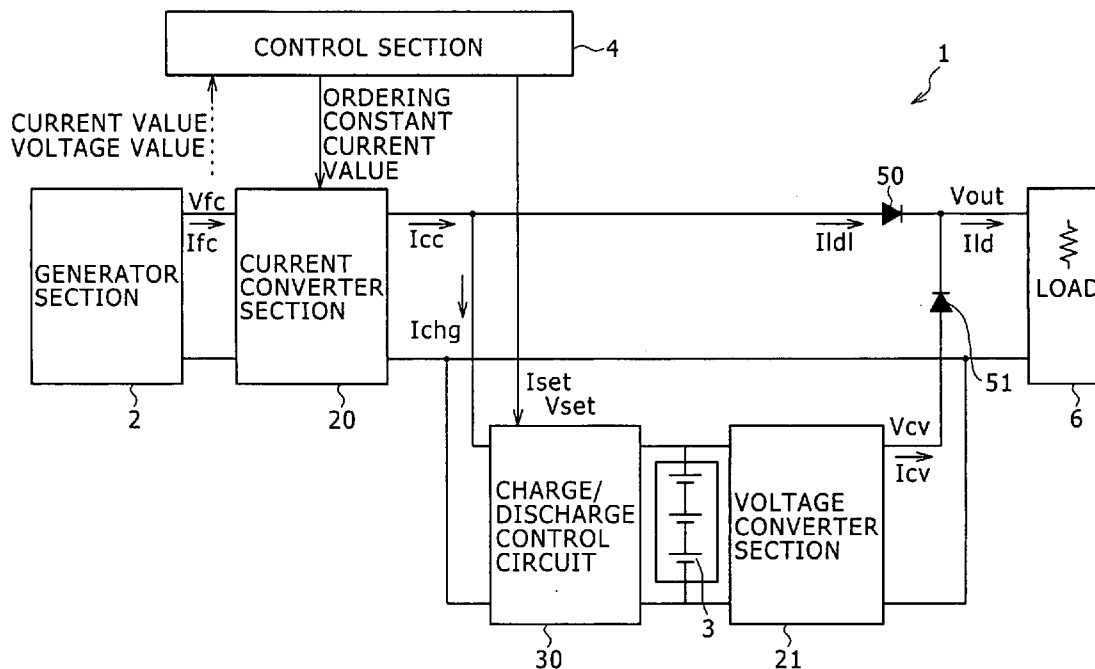 CONTROL SECTION
4
1
CURRENT VALUE
VOLTAGE VALUE
ORDERING
CONSTANT
CURRENT
VALUE
50
Vfc
Ifc
Icc
Ildl
Vout
Ild
GENERATOR
SECTION
CURRENT
CONVERTER
SECTION
LOAD
Ichg
51
2
20
Iset
Vset
6
Vcv
Icv
CHARGE/
DISCHARGE
CONTROL
CIRCUIT
VOLTAGE
CONVERTER
SECTION
3
30
21